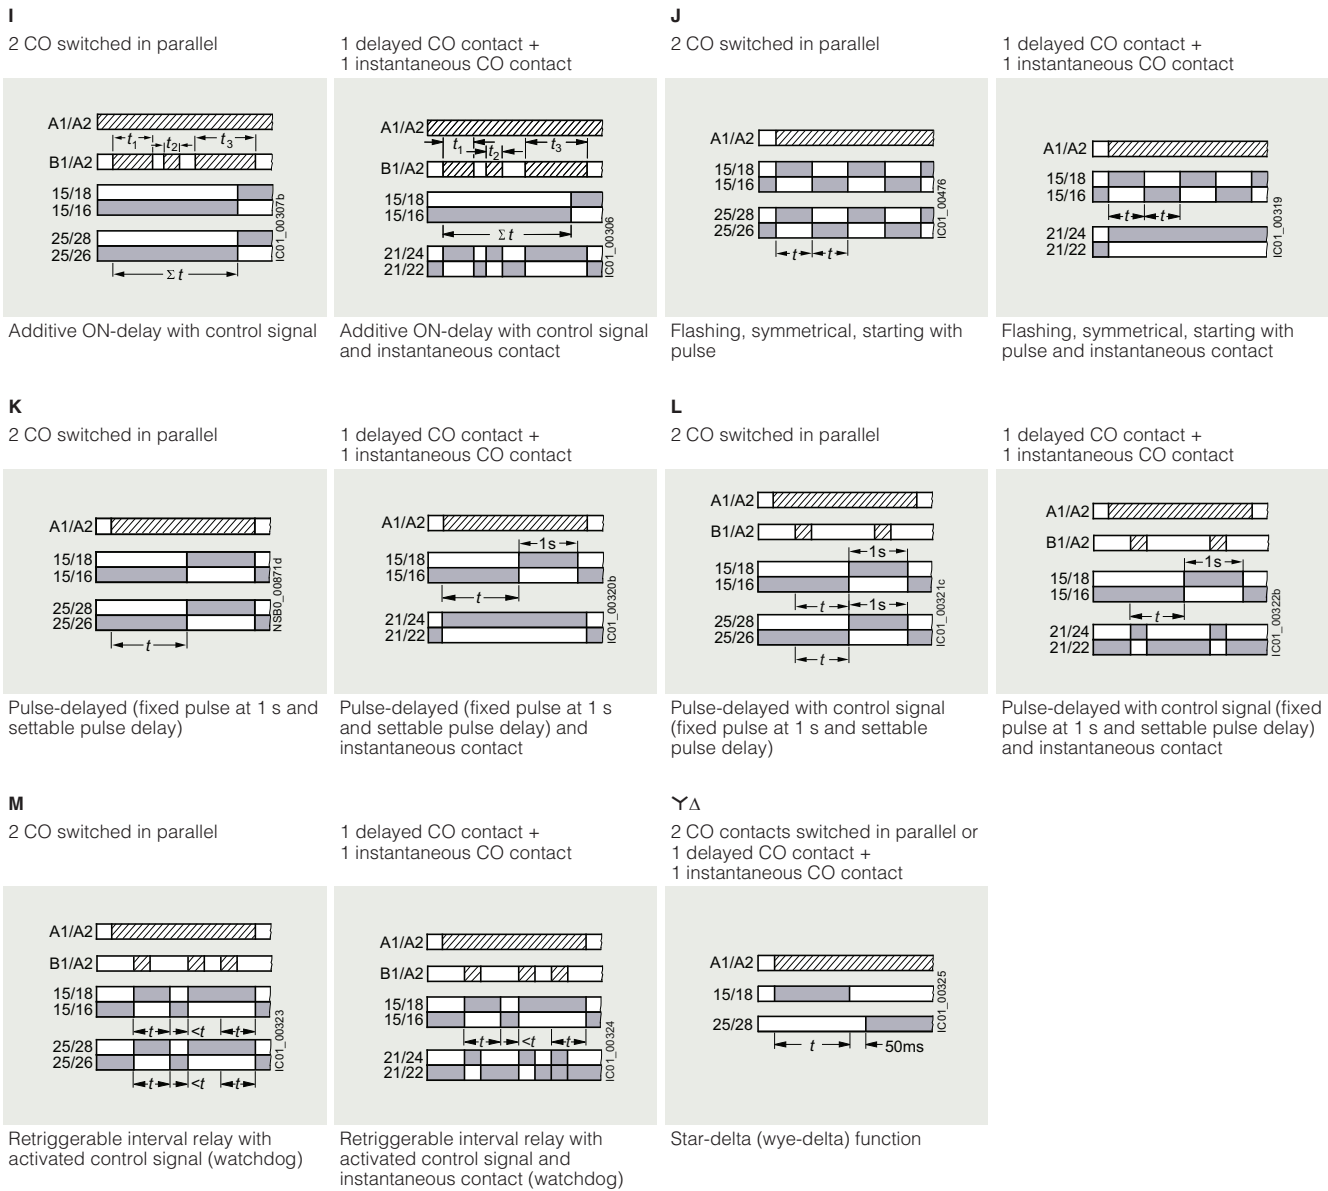 I
2 CO switched in parallel
A1/A2
t1
t2
t3
B1/A2
15/18
15/16
25/28
25/26
Σ t
IC01_00307b
Additive ON-delay with control signal
1 delayed CO contact +
1 instantaneous CO contact
A1/A2
t1
t2
t3
B1/A2
15/18
15/16
Σ t
21/24
21/22
IC01_00306
Additive ON-delay with control signal
and instantaneous contact
J
2 CO switched in parallel
A1/A2
15/18
15/16
25/28
25/26
t t
IC01_00476
Flashing, symmetrical, starting with
pulse
1 delayed CO contact +
1 instantaneous CO contact
A1/A2
15/18
15/16
t t
21/24
21/22
IC01_00319
Flashing, symmetrical, starting with
pulse and instantaneous contact
K
2 CO switched in parallel
A1/A2
15/18
15/16
25/28
25/26
t
NSB0_00871d
Pulse-delayed (fixed pulse at 1 s and
settable pulse delay)
1 delayed CO contact +
1 instantaneous CO contact
A1/A2
1s
15/18
15/16
t
21/24
21/22
IC01_00320b
Pulse-delayed (fixed pulse at 1 s
and settable pulse delay) and
instantaneous contact
L
2 CO switched in parallel
A1/A2
B1/A2
1s
15/18
15/16
t 1s
25/28
25/26
t
IC01_00321c
Pulse-delayed with control signal
(fixed pulse at 1 s and settable
pulse delay)
1 delayed CO contact +
1 instantaneous CO contact
A1/A2
B1/A2
1s
15/18
15/16
t
21/24
21/22
IC01_00322b
Pulse-delayed with control signal (fixed
pulse at 1 s and settable pulse delay)
and instantaneous contact
M
2 CO switched in parallel
A1/A2
B1/A2
15/18
15/16
t <t t
25/28
25/26
t <t t
IC01_00323
Retriggerable interval relay with
activated control signal (watchdog)
1 delayed CO contact +
1 instantaneous CO contact
A1/A2
B1/A2
15/18
15/16
t <t t
21/24
21/22
IC01_00324
Retriggerable interval relay with
activated control signal and
instantaneous contact (watchdog)
YΔ
2 CO contacts switched in parallel or
1 delayed CO contact +
1 instantaneous CO contact
A1/A2
15/18
25/28
t 50ms
IC01_00325
Star-delta (wye-delta) function